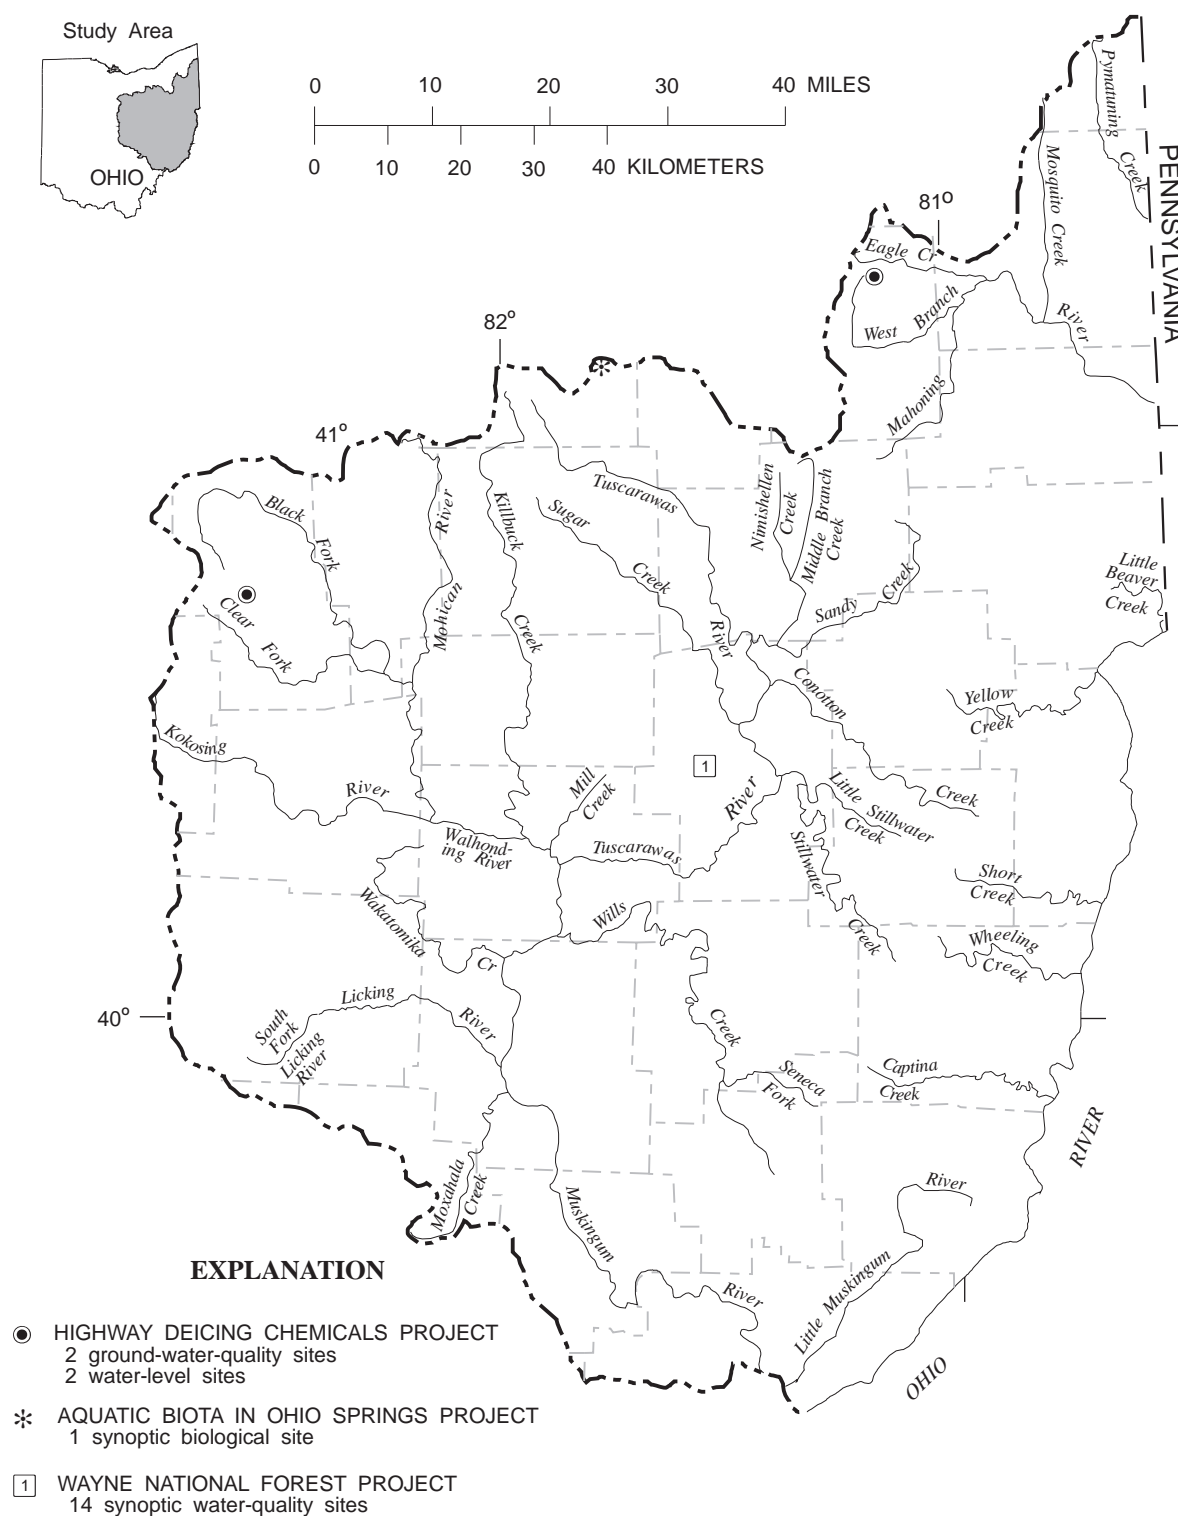 Study Area
OHIO
0 10 20 30 40 MILES
0 10 20 30 40 KILOMETERS
Pymatuning
Creek
PENNSYLVANIA
Mosquito Creek
81o
Eagle Cr
West Branch
River
Mahoning
82o
41o
Black
Fork
River
Mohican
Killbuck
Creek
Sugar
Creek
Tuscarawas
River
Nimishellen
Creek
Middle Branch
Creek
Sandy Creek
Little
Beaver
Creek
Clear
Fork
Conotton
Creek
Yellow
Creek
Kokosing
River
1
Mill
Creek
River
Little Stillwater
Creek
Walhond-
ing River
Tuscarawas
Stillwater
Creek
Short
Creek
Wakatomika
Cr
Wills
Creek
Wheeling
Creek
40o
South
Fork
Licking
River
Licking
River
Seneca
Fork
Captina
Creek
RIVER
Moxahala
Creek
Muskingum
River
River
Little Muskingum
OHIO
EXPLANATION
HIGHWAY DEICING CHEMICALS PROJECT
2 ground-water-quality sites
2 water-level sites
AQUATIC BIOTA IN OHIO SPRINGS PROJECT
1 synoptic biological site
1 WAYNE NATIONAL FOREST PROJECT
14 synoptic water-quality sites